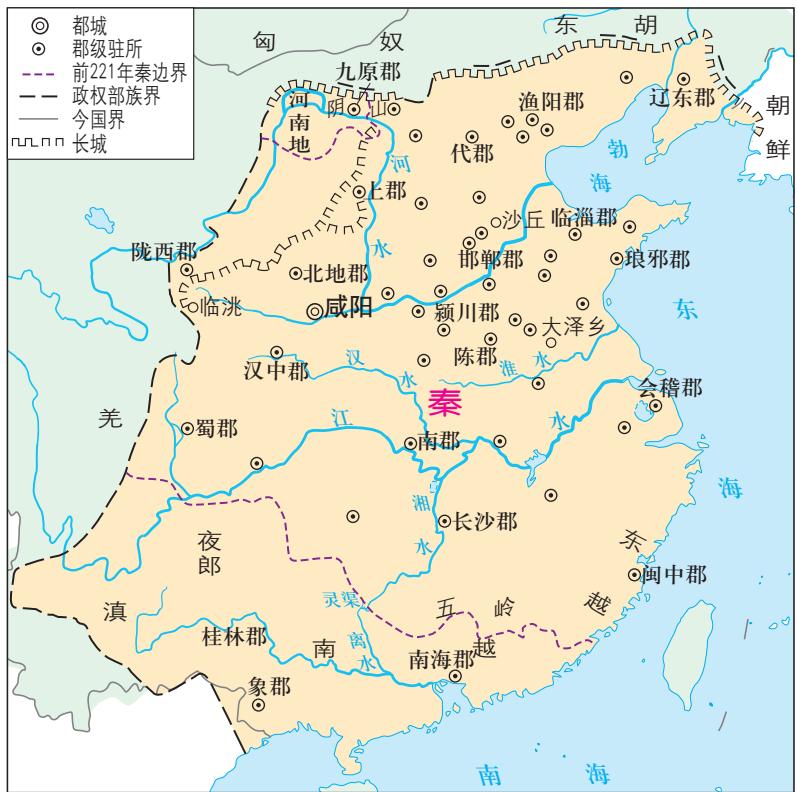 都城
郡级驻所
前221年秦边界
政权部族界
今国界
长城
匈奴
东胡
九原郡
河南地
阴山
渔阳郡
辽东郡
朝鲜
代郡
勃海
河水
上郡
沙丘
临淄郡
陇西郡
北地郡
邯郸郡
琅邪郡
临洮
咸阳
颍川郡
大泽乡
东海
汉中郡
汉水
陈郡
淮水
秦
会稽郡
羌
蜀郡
江水
南郡
湘水
长沙郡
夜郎
东越
闽中郡
灵渠
五岭
滇
桂林郡
南越
离水
南海郡
象郡
南海